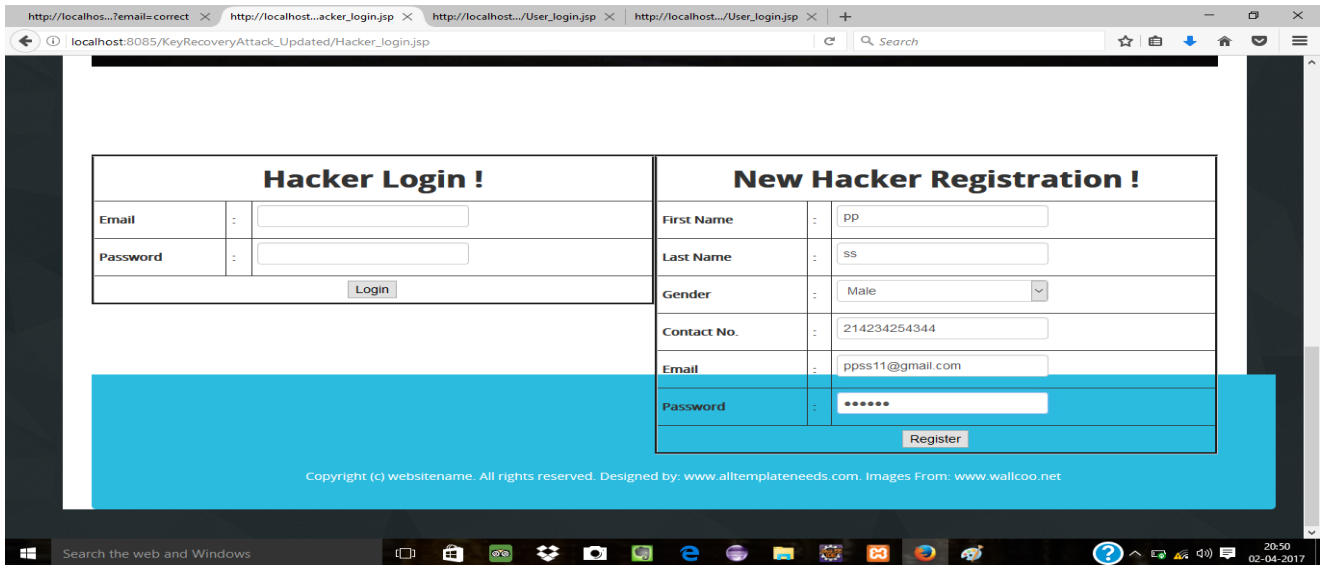 http://localhos...?email=correct
http://localhost...acker_login.jsp
http://localhost.../User_login.jsp
http://localhost.../User_login.jsp
localhost:8085/KeyRecoveryAttack_Updated/Hacker_login.jsp
Search
Hacker Login !
Email :
Password :
Login
New Hacker Registration !
First Name : pp
Last Name : ss
Gender : Male
Contact No. : 214234254344
Email : ppss11@gmail.com
Password : ••••••
Register
Copyright (c) websitename. All rights reserved. Designed by: www.alltemplateneeds.com. Images From: www.wallcoo.net
Search the web and Windows
20:50
02-04-2017